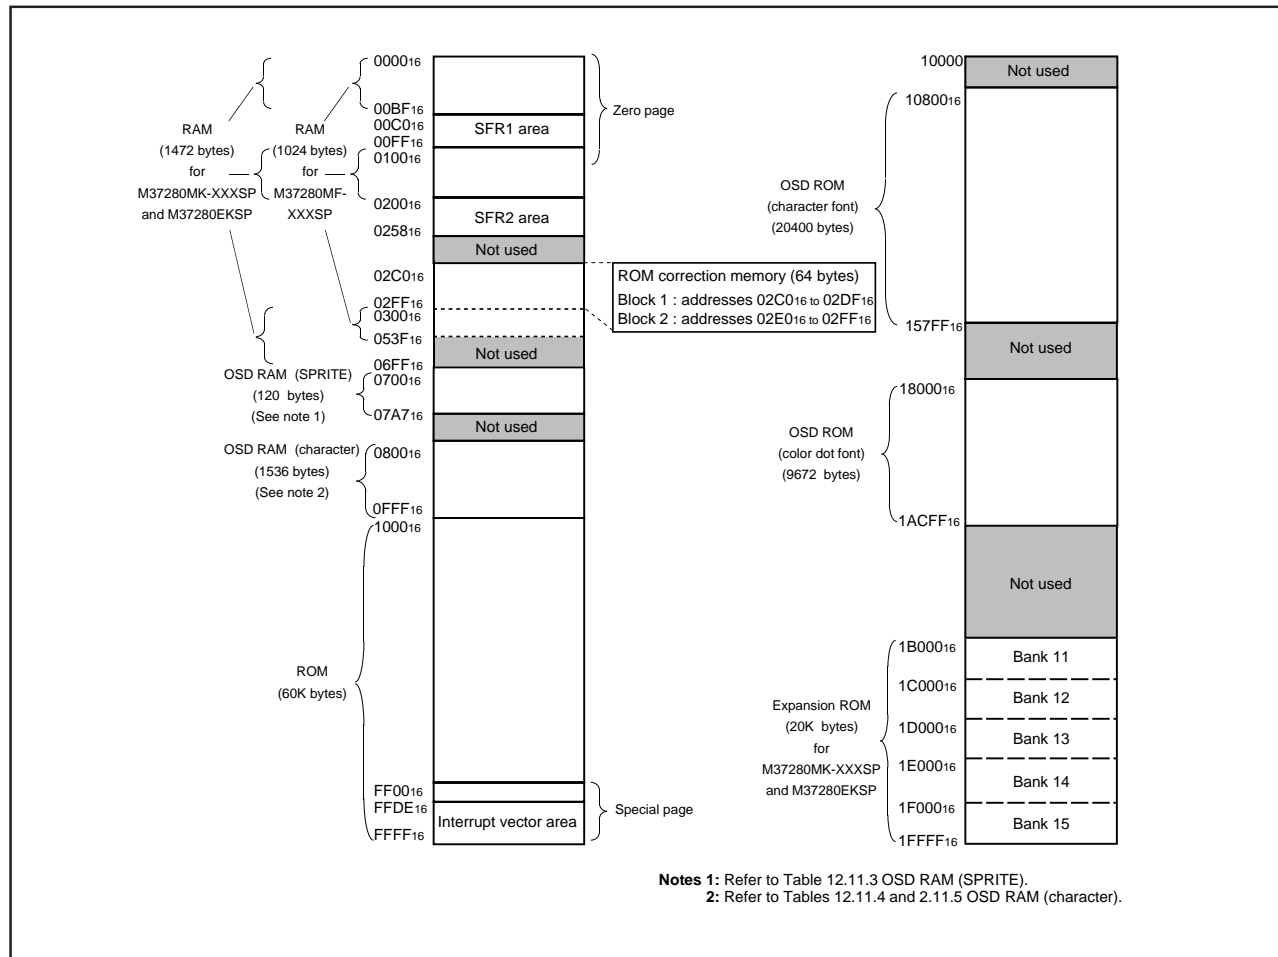 0000₁₆
00BF₁₆
00C0₁₆
00FF₁₆
0100₁₆
0200₁₆
0258₁₆
02C0₁₆
02FF₁₆
0300₁₆
053F₁₆
06FF₁₆
0700₁₆
07A7₁₆
0800₁₆
0FFF₁₆
1000₁₆
FF00₁₆
FFDE₁₆
FFFF₁₆
RAM
(1472 bytes)
for
M37280MK-XXXSP
and M37280EKSP
RAM
(1024 bytes)
for
M37280MF-
XXXSP
OSD RAM (SPRITE)
(120 bytes)
(See note 1)
OSD RAM (character)
(1536 bytes)
(See note 2)
ROM
(60K bytes)
SFR1 area
SFR2 area
Not used
Not used
Not used
Interrupt vector area
Zero page
ROM correction memory (64 bytes)
Block 1 : addresses 02C0₁₆ to 02DF₁₆
Block 2 : addresses 02E0₁₆ to 02FF₁₆
Special page
10000
10800₁₆
157FF₁₆
18000₁₆
1ACFF₁₆
1B000₁₆
1C000₁₆
1D000₁₆
1E000₁₆
1F000₁₆
1FFFF₁₆
OSD ROM
(character font)
(20400 bytes)
OSD ROM
(color dot font)
(9672 bytes)
Expansion ROM
(20K bytes)
for
M37280MK-XXXSP
and M37280EKSP
Not used
Not used
Not used
Bank 11
Bank 12
Bank 13
Bank 14
Bank 15
Notes 1: Refer to Table 12.11.3 OSD RAM (SPRITE).
2: Refer to Tables 12.11.4 and 2.11.5 OSD RAM (character).